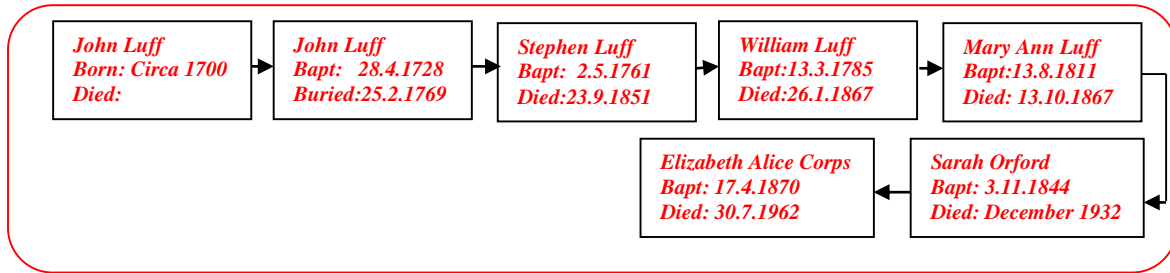 John Luff
Born: Circa 1700
Died:
John Luff
Bapt: 28.4.1728
Buried:25.2.1769
Stephen Luff
Bapt: 2.5.1761
Died:23.9.1851
William Luff
Bapt:13.3.1785
Died:26.1.1867
Mary Ann Luff
Bapt:13.8.1811
Died: 13.10.1867
Sarah Orford
Bapt: 3.11.1844
Died: December 1932
Elizabeth Alice Corps
Bapt: 17.4.1870
Died: 30.7.1962